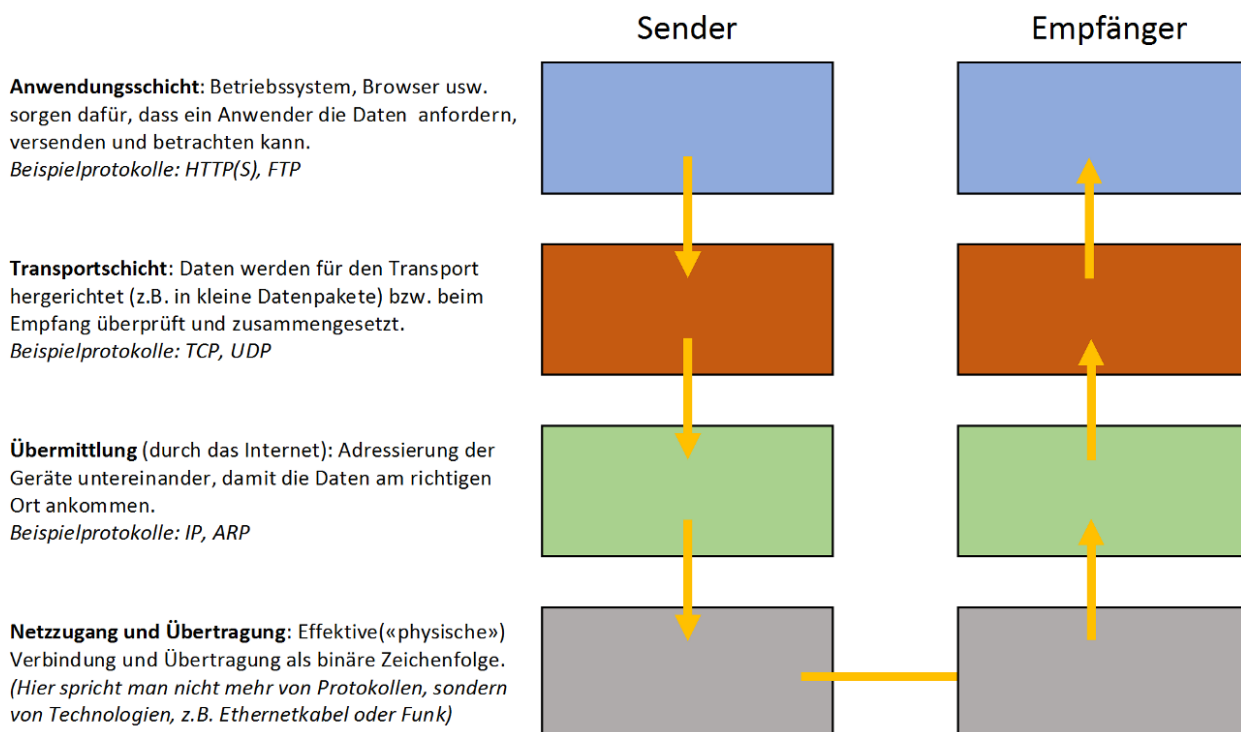 Sender
Empfänger
Anwendungsschicht: Betriebssystem, Browser usw.
sorgen dafür, dass ein Anwender die Daten  anfordern,
versenden und betrachten kann.
Beispielprotokolle: HTTP(S), FTP
Transportschicht: Daten werden für den Transport
hergerichtet (z.B. in kleine Datenpakete) bzw. beim
Empfang überprüft und zusammengesetzt.
Beispielprotokolle: TCP, UDP
Übermittlung (durch das Internet): Adressierung der
Geräte untereinander, damit die Daten am richtigen
Ort ankommen.
Beispielprotokolle: IP, ARP
Netzzugang und Übertragung: Effektive(«physische»)
Verbindung und Übertragung als binäre Zeichenfolge.
(Hier spricht man nicht mehr von Protokollen, sondern
von Technologien, z.B. Ethernetkabel oder Funk)